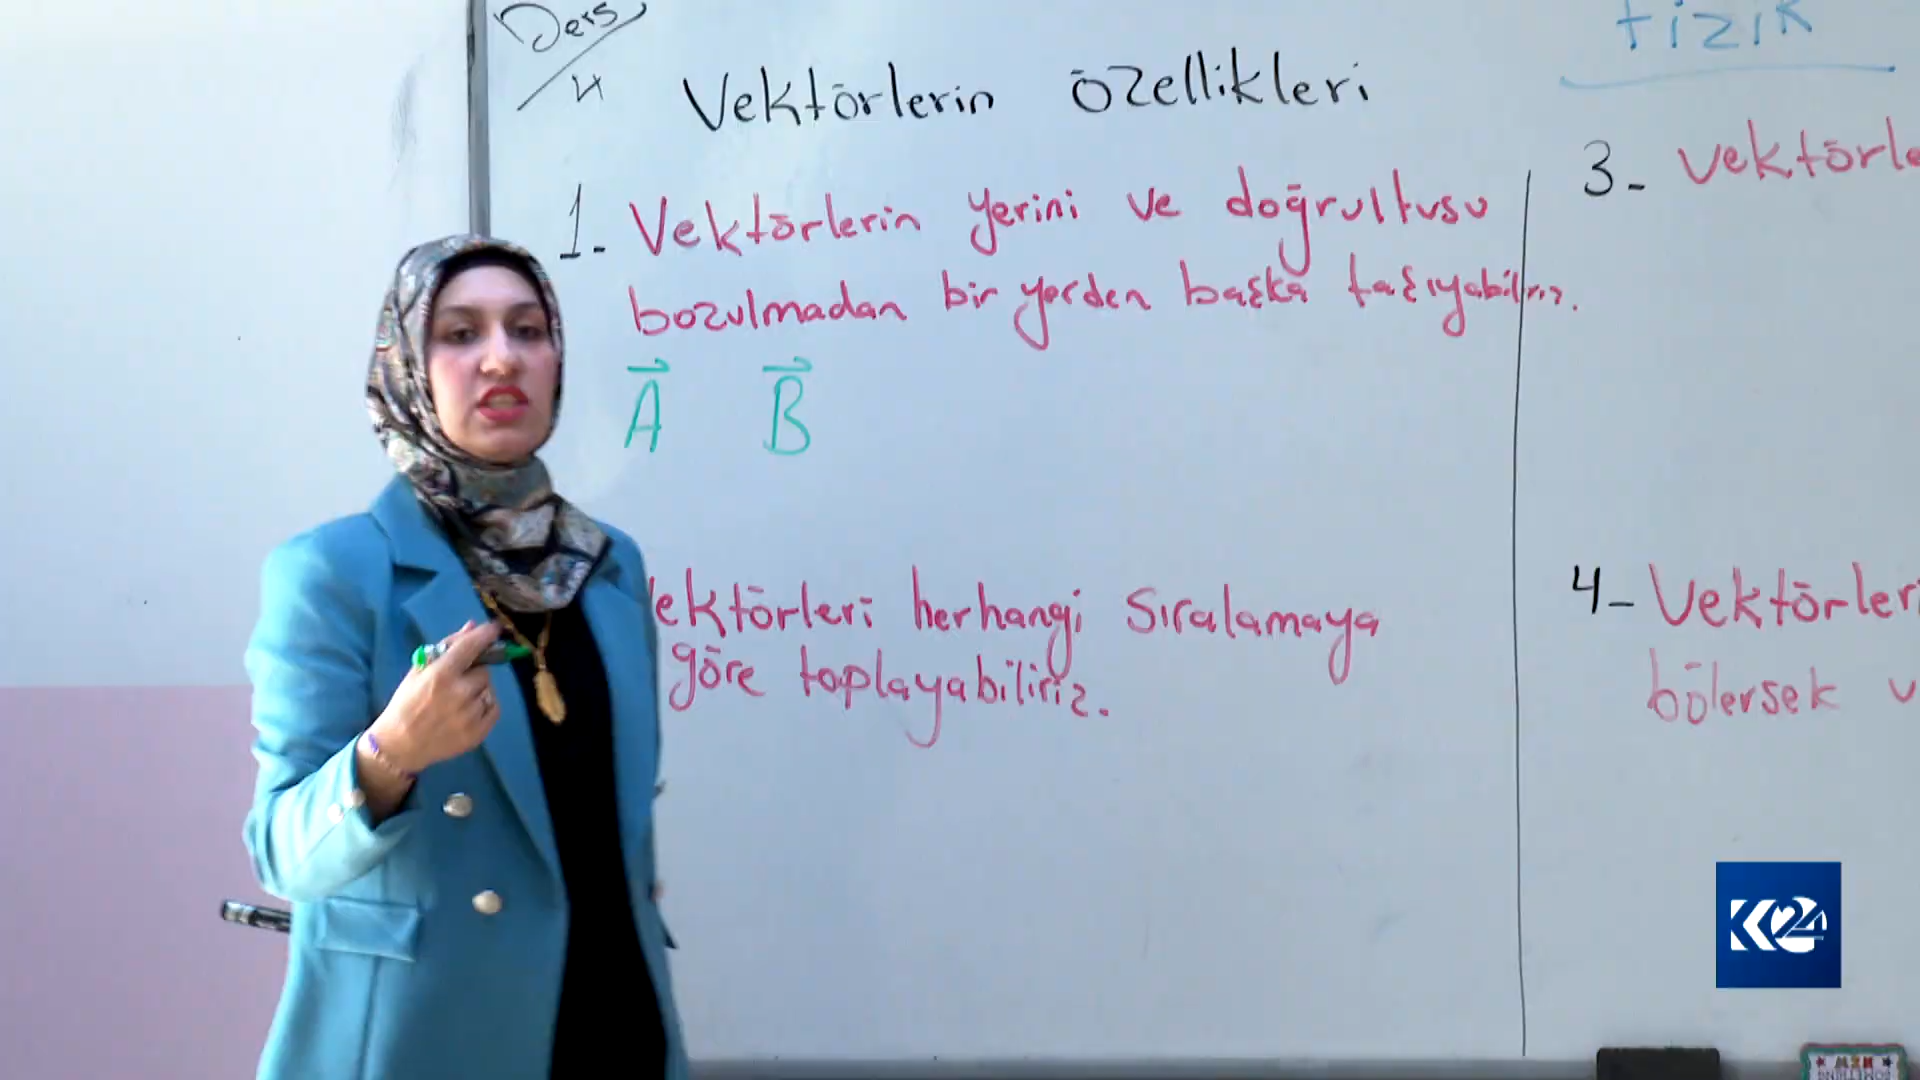 Ders
4
Vektörlerin özellikleri
fizik
1- Vektörlerin yerini ve doğrultusu
bozulmadan bir yerden başka taşıyabiliriz.
A B
ektörleri herhangi sıralamaya
göre toplayabiliriz.
3- Vektörle
4- Vektörleri
bölersek v
K24